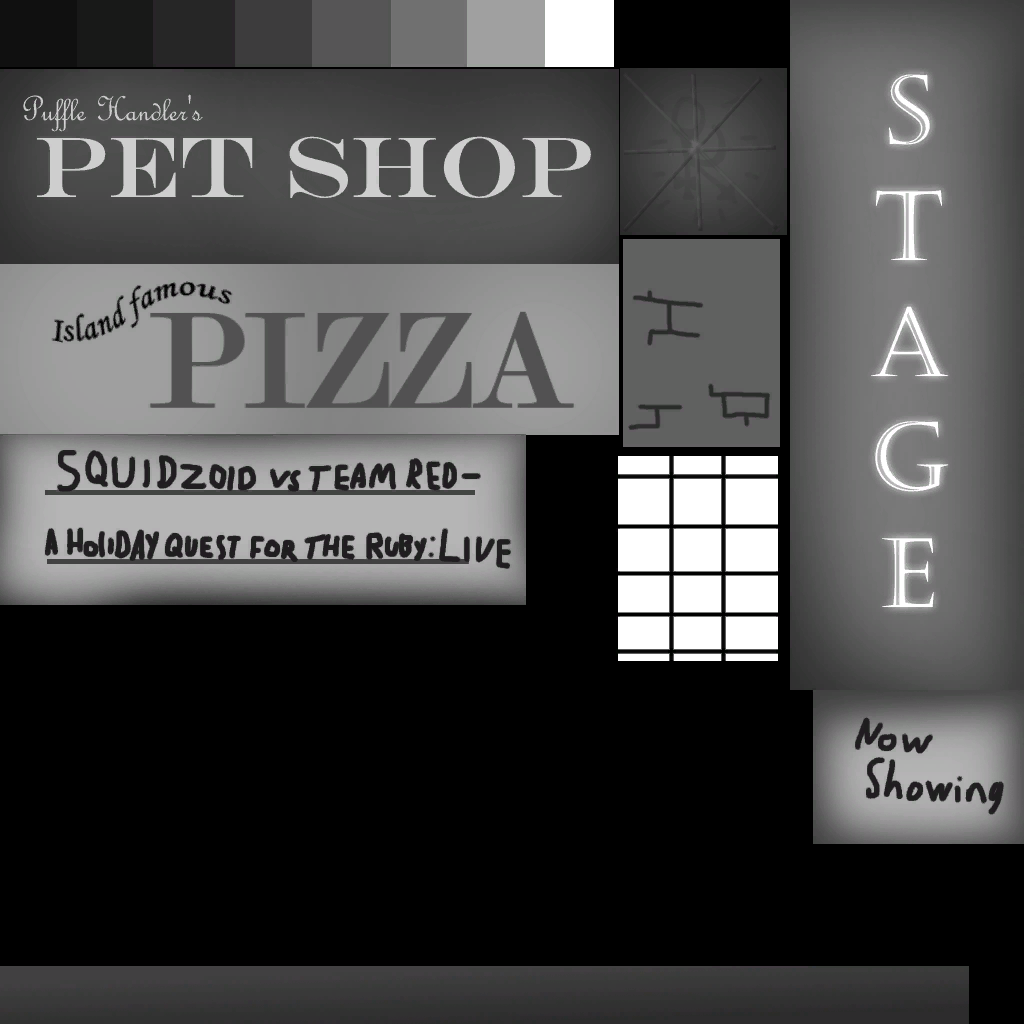 Puffle Handler's
PET SHOP
Island famous
PIZZA
SQUIDZOID VS TEAM RED-
A HOLIDAY QUEST FOR THE RUBY: LIVE
STAGE
Now
Showing